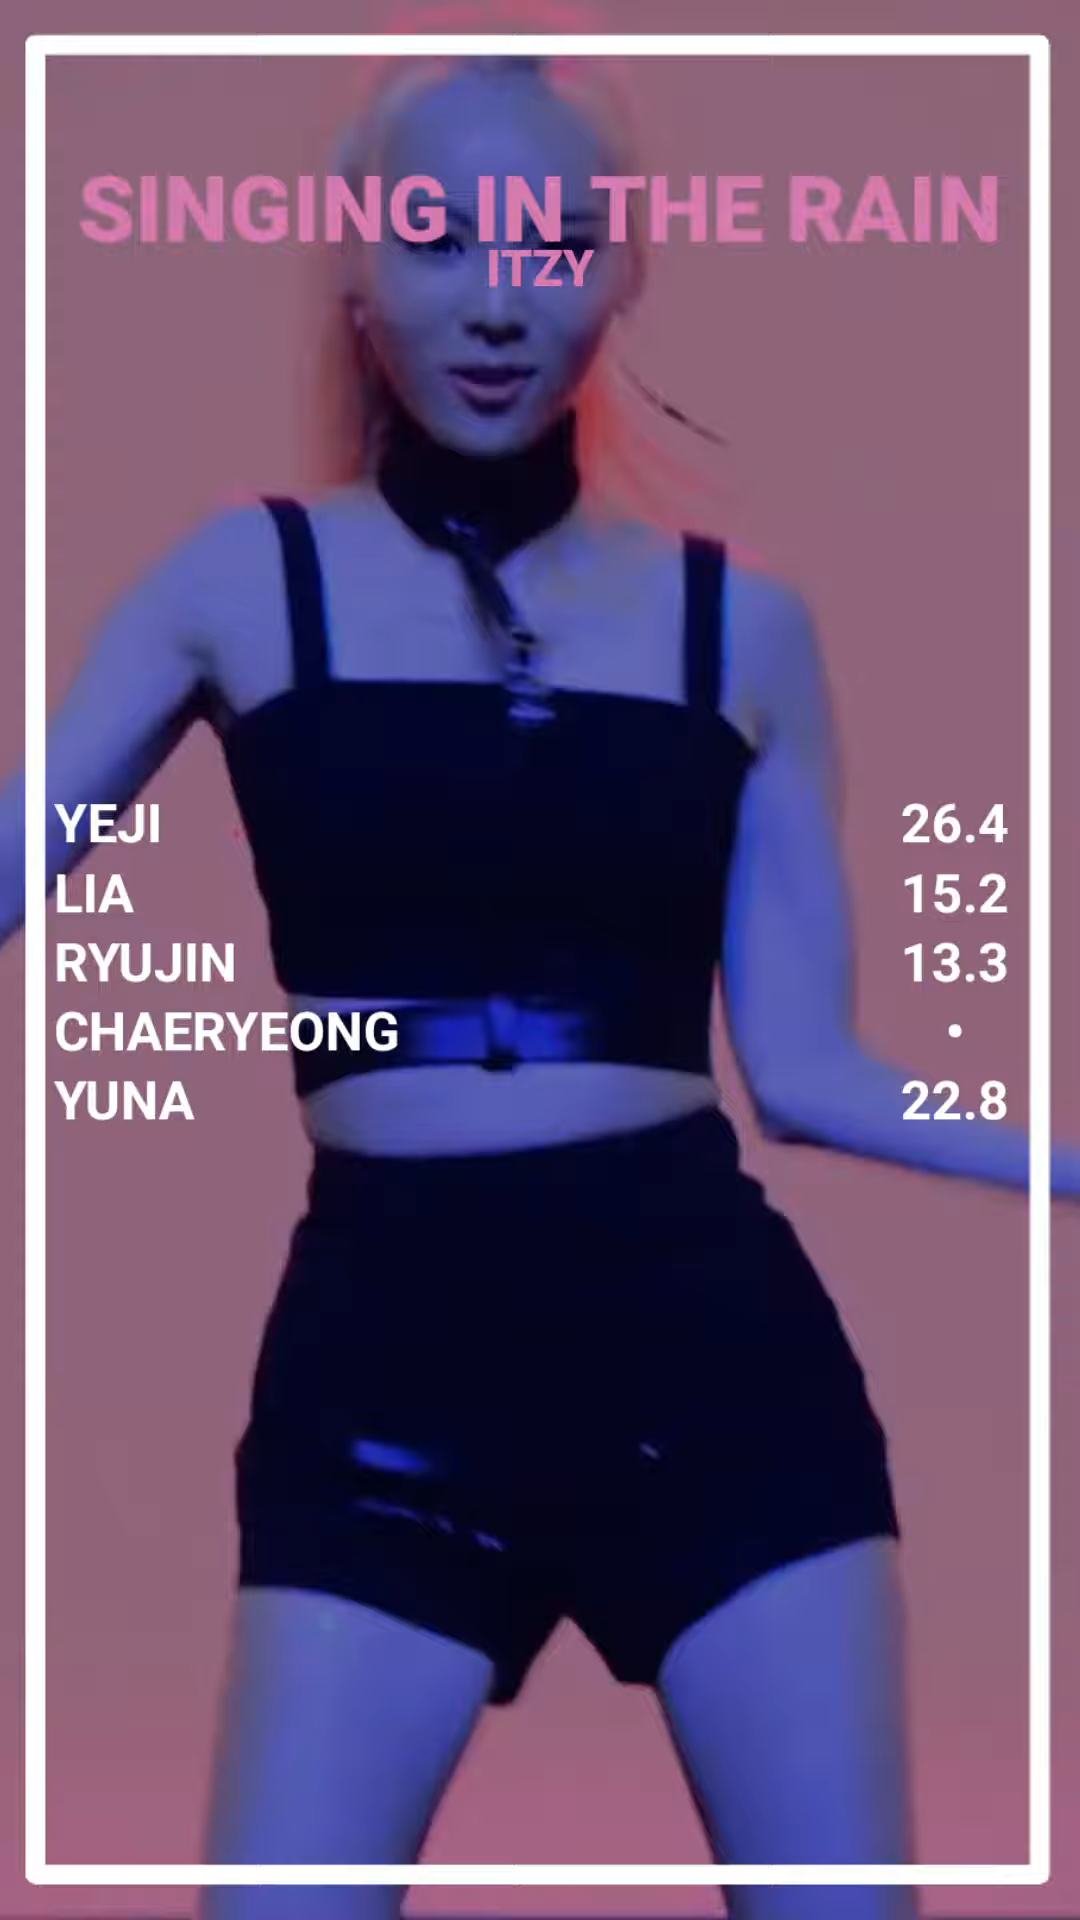 SINGING IN THE RAIN
ITZY
YEJI 26.4
LIA 15.2
RYUJIN 13.3
CHAERYEONG •
YUNA 22.8